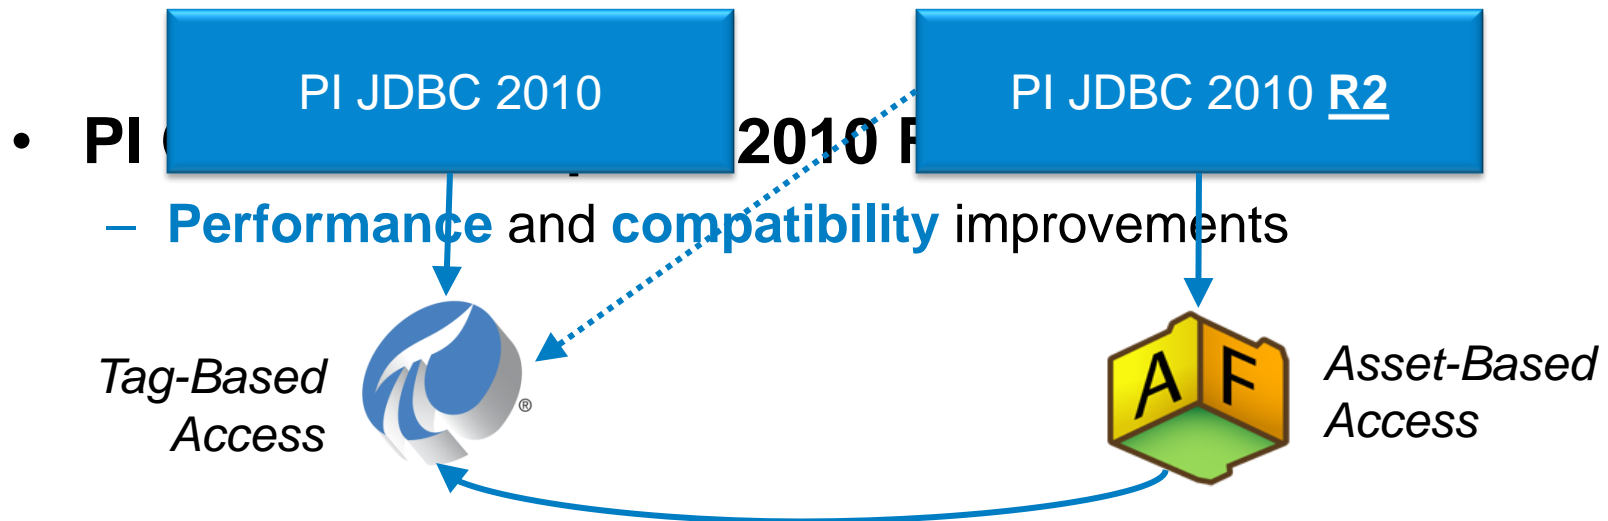 PI JDBC 2010
PI JDBC 2010 R2
• PI 2010
– Performance and compatibility improvements
Tag-Based
Access
®
A F
Asset-Based
Access